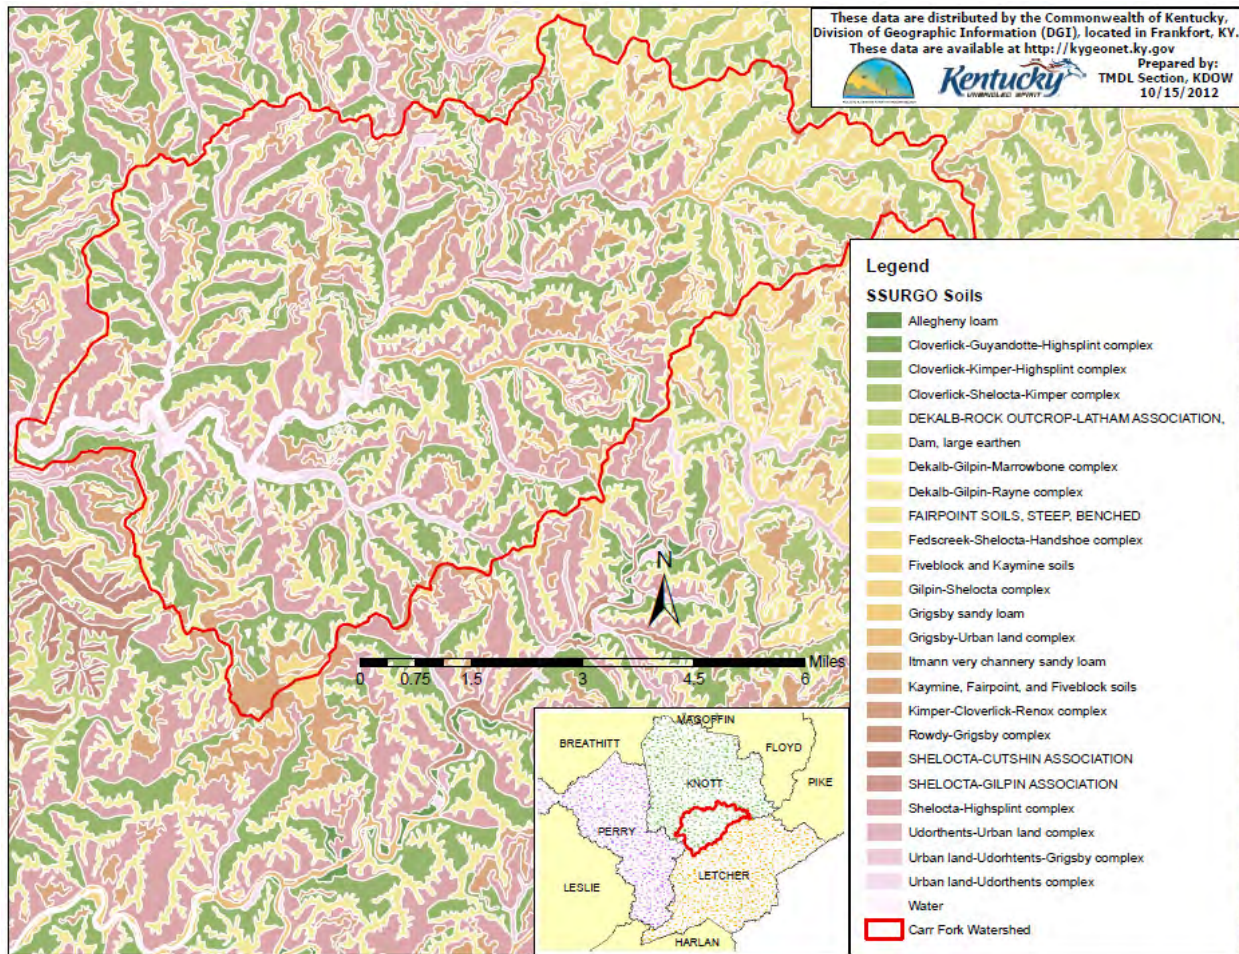 These data are distributed by the Commonwealth of Kentucky,
Division of Geographic Information (DGI), located in Frankfort, KY.
These data are available at http://kygeonet.ky.gov
Prepared by:
TMDL Section, KDOW
10/15/2012
Kentucky
UNBRIDLED SPIRIT
Legend
SSURGO Soils
Allegheny loam
Cloverlick-Guyandotte-Highsplint complex
Cloverlick-Kimper-Highsplint complex
Cloverlick-Shelocta-Kimper complex
DEKALB-ROCK OUTCROP-LATHAM ASSOCIATION,
Dam, large earthen
Dekalb-Gilpin-Marrowbone complex
Dekalb-Gilpin-Rayne complex
FAIRPOINT SOILS, STEEP, BENCHED
Fedscreek-Shelocta-Handshoe complex
Fiveblock and Kaymine soils
Gilpin-Shelocta complex
Grigsby sandy loam
Grigsby-Urban land complex
Itmann very channery sandy loam
Kaymine, Fairpoint, and Fiveblock soils
Kimper-Cloverlick-Renox complex
Rowdy-Grigsby complex
SHELOCTA-CUTSHIN ASSOCIATION
SHELOCTA-GILPIN ASSOCIATION
Shelocta-Highsplint complex
Udorthents-Urban land complex
Urban land-Udorhtents-Grigsby complex
Urban land-Udorthents complex
Water
Carr Fork Watershed
N
Miles
0 0.75 1.5 3 4.5 6
MAGOFFIN
BREATHITT
FLOYD
KNOTT
PIKE
PERRY
LETCHER
LESLIE
HARLAN